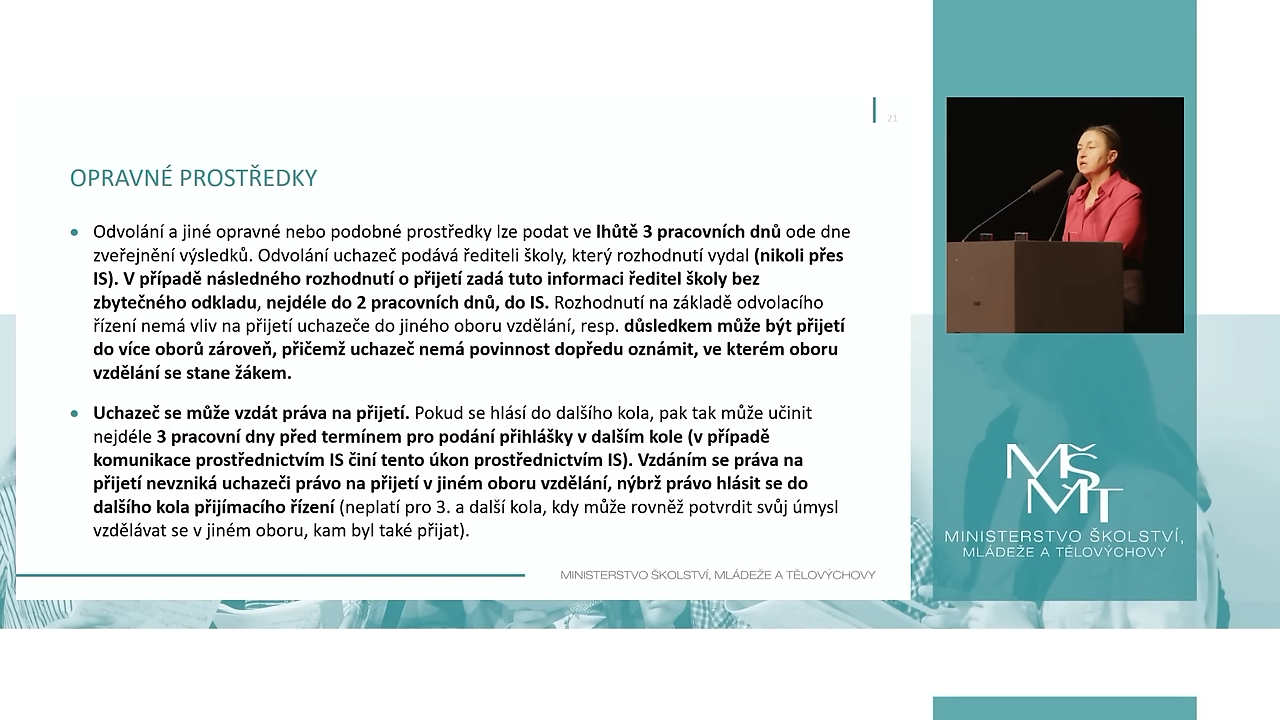 21
OPRAVNÉ PROSTŘEDKY
• Odvolání a jiné opravné nebo podobné prostředky lze podat ve lhůtě 3 pracovních dnů ode dne
zveřejnění výsledků. Odvolání uchazeč podává řediteli školy, který rozhodnutí vydal (nikoli přes
IS). V případě následného rozhodnutí o přijetí zadá tuto informaci ředitel školy bez
zbytečného odkladu, nejdéle do 2 pracovních dnů, do IS. Rozhodnutí na základě odvolacího
řízení nemá vliv na přijetí uchazeče do jiného oboru vzdělání, resp. důsledkem může být přijetí
do více oborů zároveň, přičemž uchazeč nemá povinnost dopředu oznámit, ve kterém oboru
vzdělání se stane žákem.
• Uchazeč se může vzdát práva na přijetí. Pokud se hlásí do dalšího kola, pak tak může učinit
nejdéle 3 pracovní dny před termínem pro podání přihlášky v dalším kole (v případě
komunikace prostřednictvím IS činí tento úkon prostřednictvím IS). Vzdáním se práva na
přijetí nevzniká uchazeči právo na přijetí v jiném oboru vzdělání, nýbrž právo hlásit se do
dalšího kola přijímacího řízení (neplatí pro 3. a další kola, kdy může rovněž potvrdit svůj úmysl
vzdělávat se v jiném oboru, kam byl také přijat).
MINISTERSTVO ŠKOLSTVÍ, MLÁDEŽE A TĚLOVÝCHOVY
MŠ
MT
MINISTERSTVO ŠKOLSTVÍ,
MLÁDEŽE A TĚLOVÝCHOVY